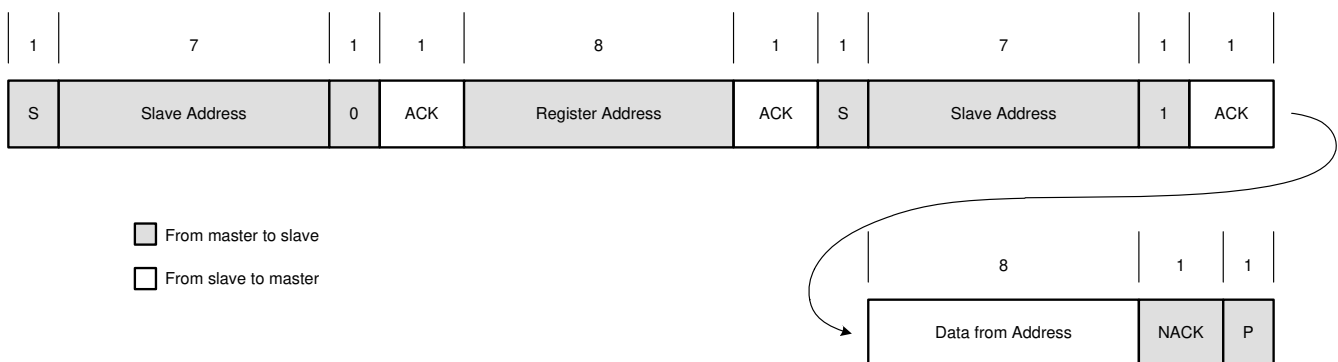 1 7 1 1 8 1 1 7 1 1
S Slave Address 0 ACK Register Address ACK S Slave Address 1 ACK
From master to slave
From slave to master
8 1 1
Data from Address NACK P